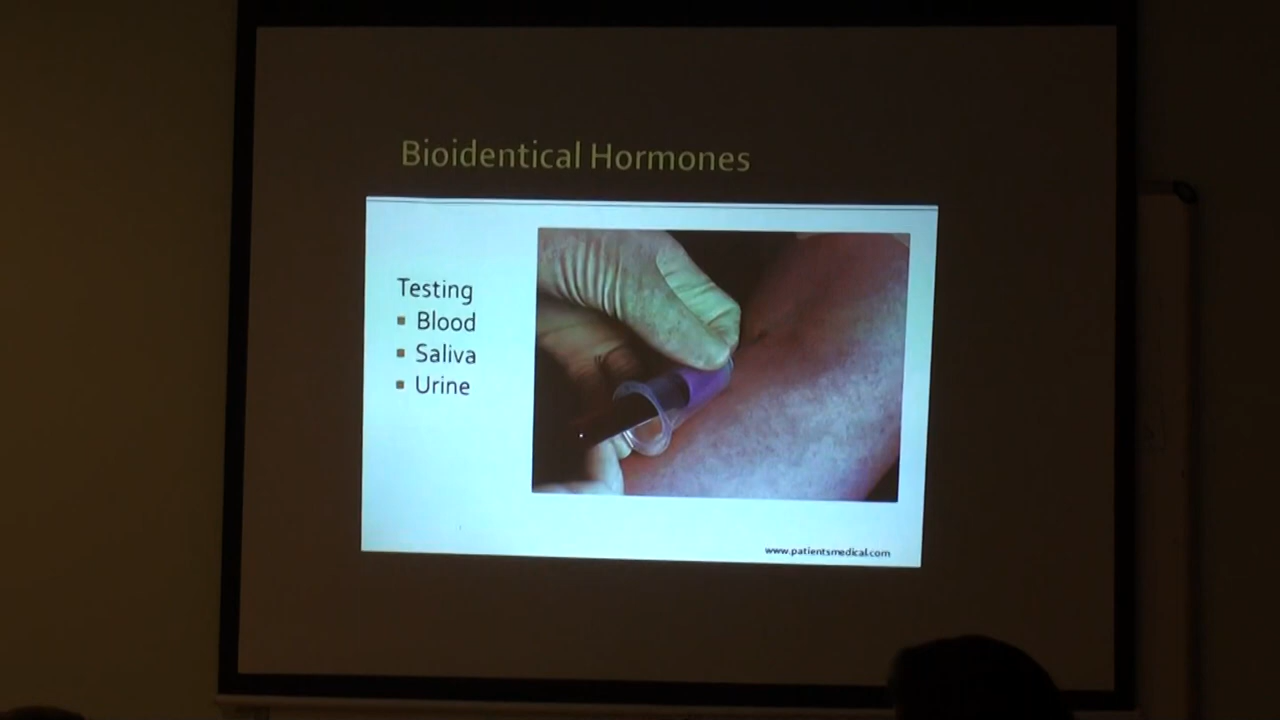 Bioidentical Hormones
Testing
Blood
Saliva
Urine
www.patientsmedical.com